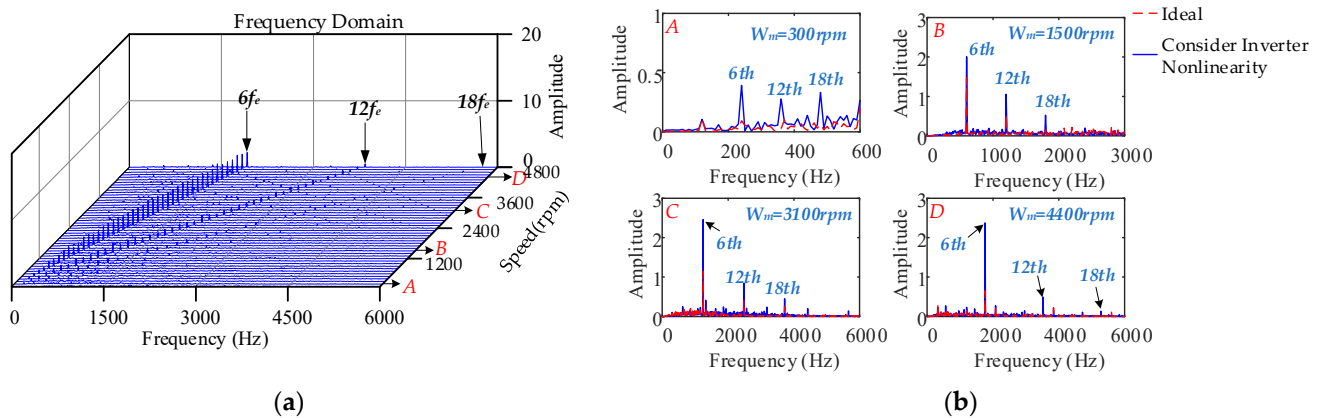 Frequency Domain
20
10
0
Amplitude
6fe
12fe
18fe
4800
3600
2400
1200
D
C
B
A
Speed(rpm)
0 1500 3000 4500 6000
Frequency (Hz)
(a)
A
Wm=300rpm
6th
12th
18th
1
0.5
0
Amplitude
0 200 400 600
Frequency (Hz)
B
Wm=1500rpm
6th
12th
18th
3
2
1
0
Amplitude
0 1000 2000 3000
Frequency (Hz)
Ideal
Consider Inverter
Nonlinearity
C
Wm=3100rpm
6th
12th
18th
3
2
1
0
Amplitude
0 2000 4000 6000
Frequency (Hz)
D
Wm=4400rpm
6th
12th
18th
3
2
1
0
Amplitude
0 2000 4000 6000
Frequency (Hz)
(b)